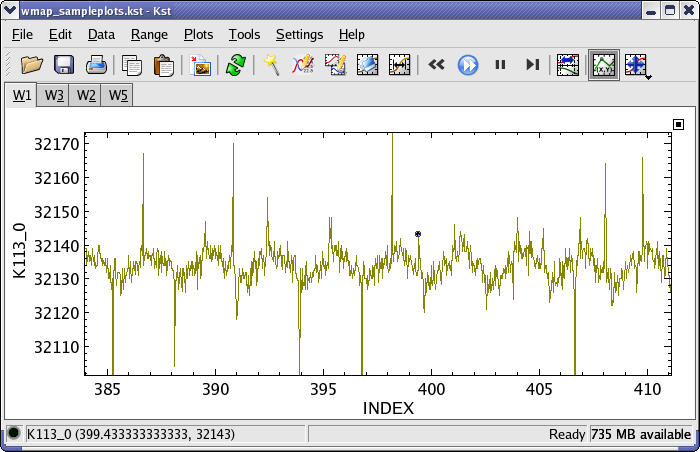 wmap_sampleplots.kst - Kst
File Edit Data Range Plots Tools Settings Help
W1 W3 W2 W5
32170
32160
32150
32140
32130
32120
32110
K113_0
385 390 395 400 405 410
INDEX
K113_0 (399.433333333333, 32143) Ready 735 MB available